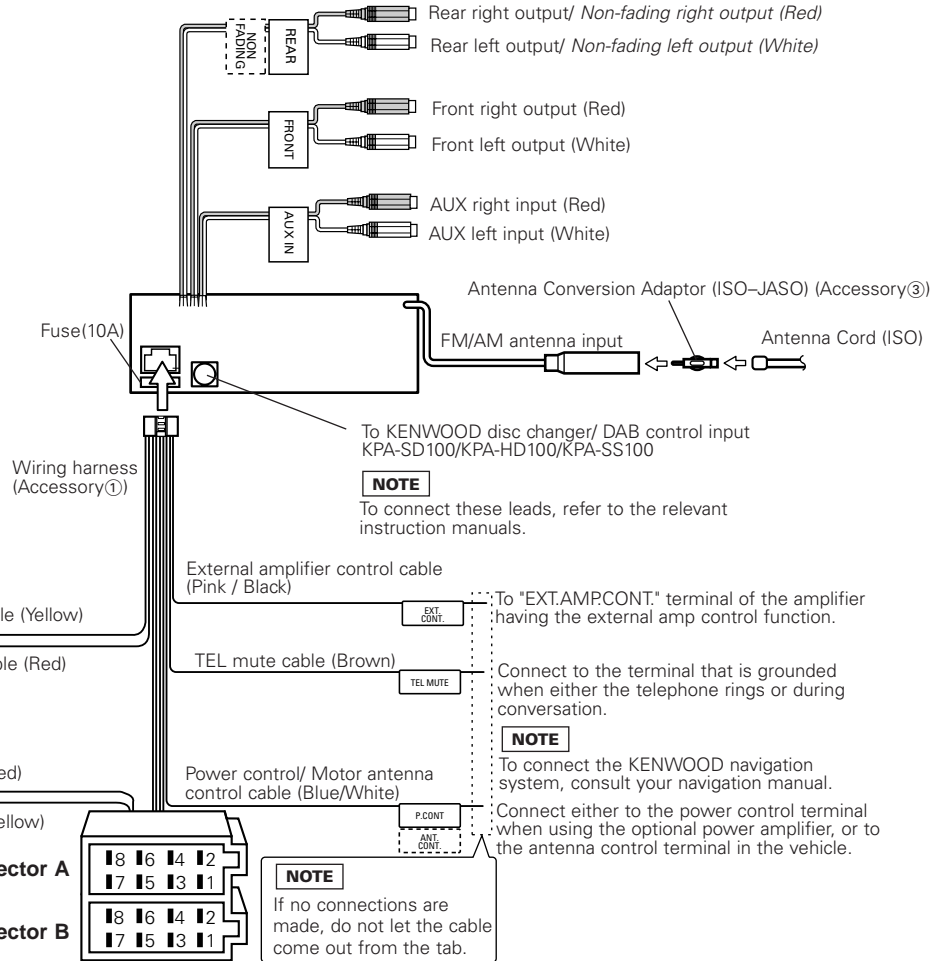 Rear right output/ Non-fading right output (Red)
NON FADING
REAR
Rear left output/ Non-fading left output (White)
FRONT
Front right output (Red)
Front left output (White)
AUX IN
AUX right input (Red)
AUX left input (White)
Antenna Conversion Adaptor (ISO–JASO) (Accessory③)
Fuse(10A)
FM/AM antenna input
Antenna Cord (ISO)
To KENWOOD disc changer/ DAB control input
KPA-SD100/KPA-HD100/KPA-SS100
Wiring harness
(Accessory①)
NOTE
To connect these leads, refer to the relevant
instruction manuals.
External amplifier control cable
(Pink / Black)
EXT.
CONT.
To "EXT.AMP.CONT." terminal of the amplifier
having the external amp control function.
le (Yellow)
ble (Red)
TEL mute cable (Brown)
TEL MUTE
Connect to the terminal that is grounded
when either the telephone rings or during
conversation.
NOTE
To connect the KENWOOD navigation
system, consult your navigation manual.
ed)
ellow)
Power control/ Motor antenna
control cable (Blue/White)
P.CONT
ANT.
CONT.
Connect either to the power control terminal
when using the optional power amplifier, or to
the antenna control terminal in the vehicle.
ector A
8 6 4 2
7 5 3 1
ector B
8 6 4 2
7 5 3 1
NOTE
If no connections are
made, do not let the cable
come out from the tab.